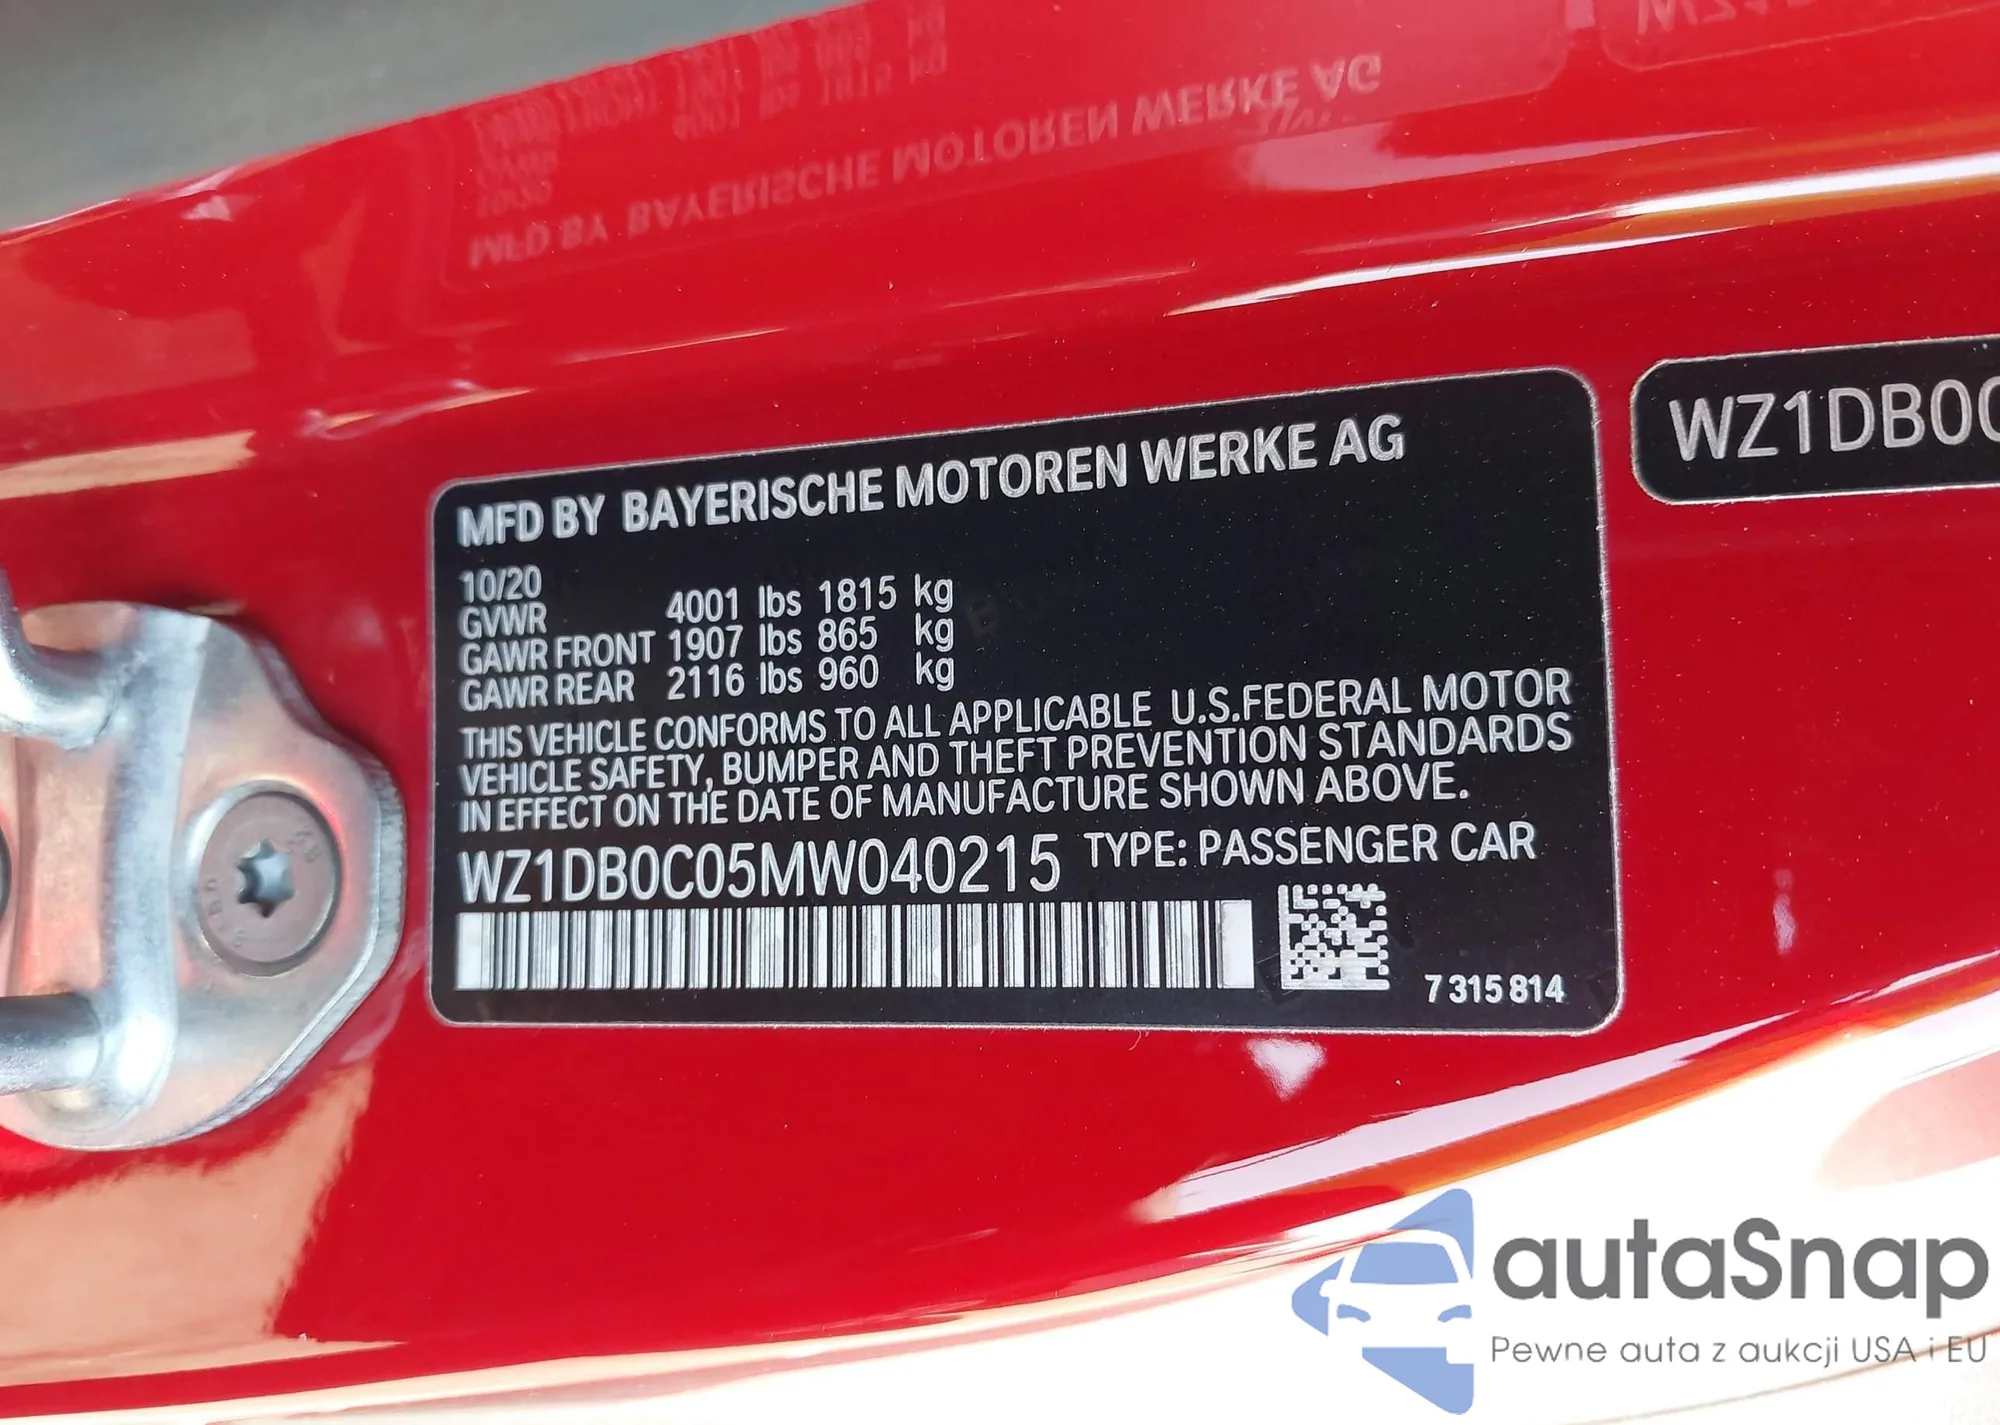 MFD BY BAYERISCHE MOTOREN WERKE AG
10/20
GVWR 4001 lbs 1815 kg
GAWR FRONT 1907 lbs 865 kg
GAWR REAR 2116 lbs 960 kg
THIS VEHICLE CONFORMS TO ALL APPLICABLE U.S.FEDERAL MOTOR
VEHICLE SAFETY, BUMPER AND THEFT PREVENTION STANDARDS
IN EFFECT ON THE DATE OF MANUFACTURE SHOWN ABOVE.
WZ1DB0C05MW040215 TYPE: PASSENGER CAR
7 315 814
WZ1DB0C
autaSnap
Pewne auta z aukcji USA i EU